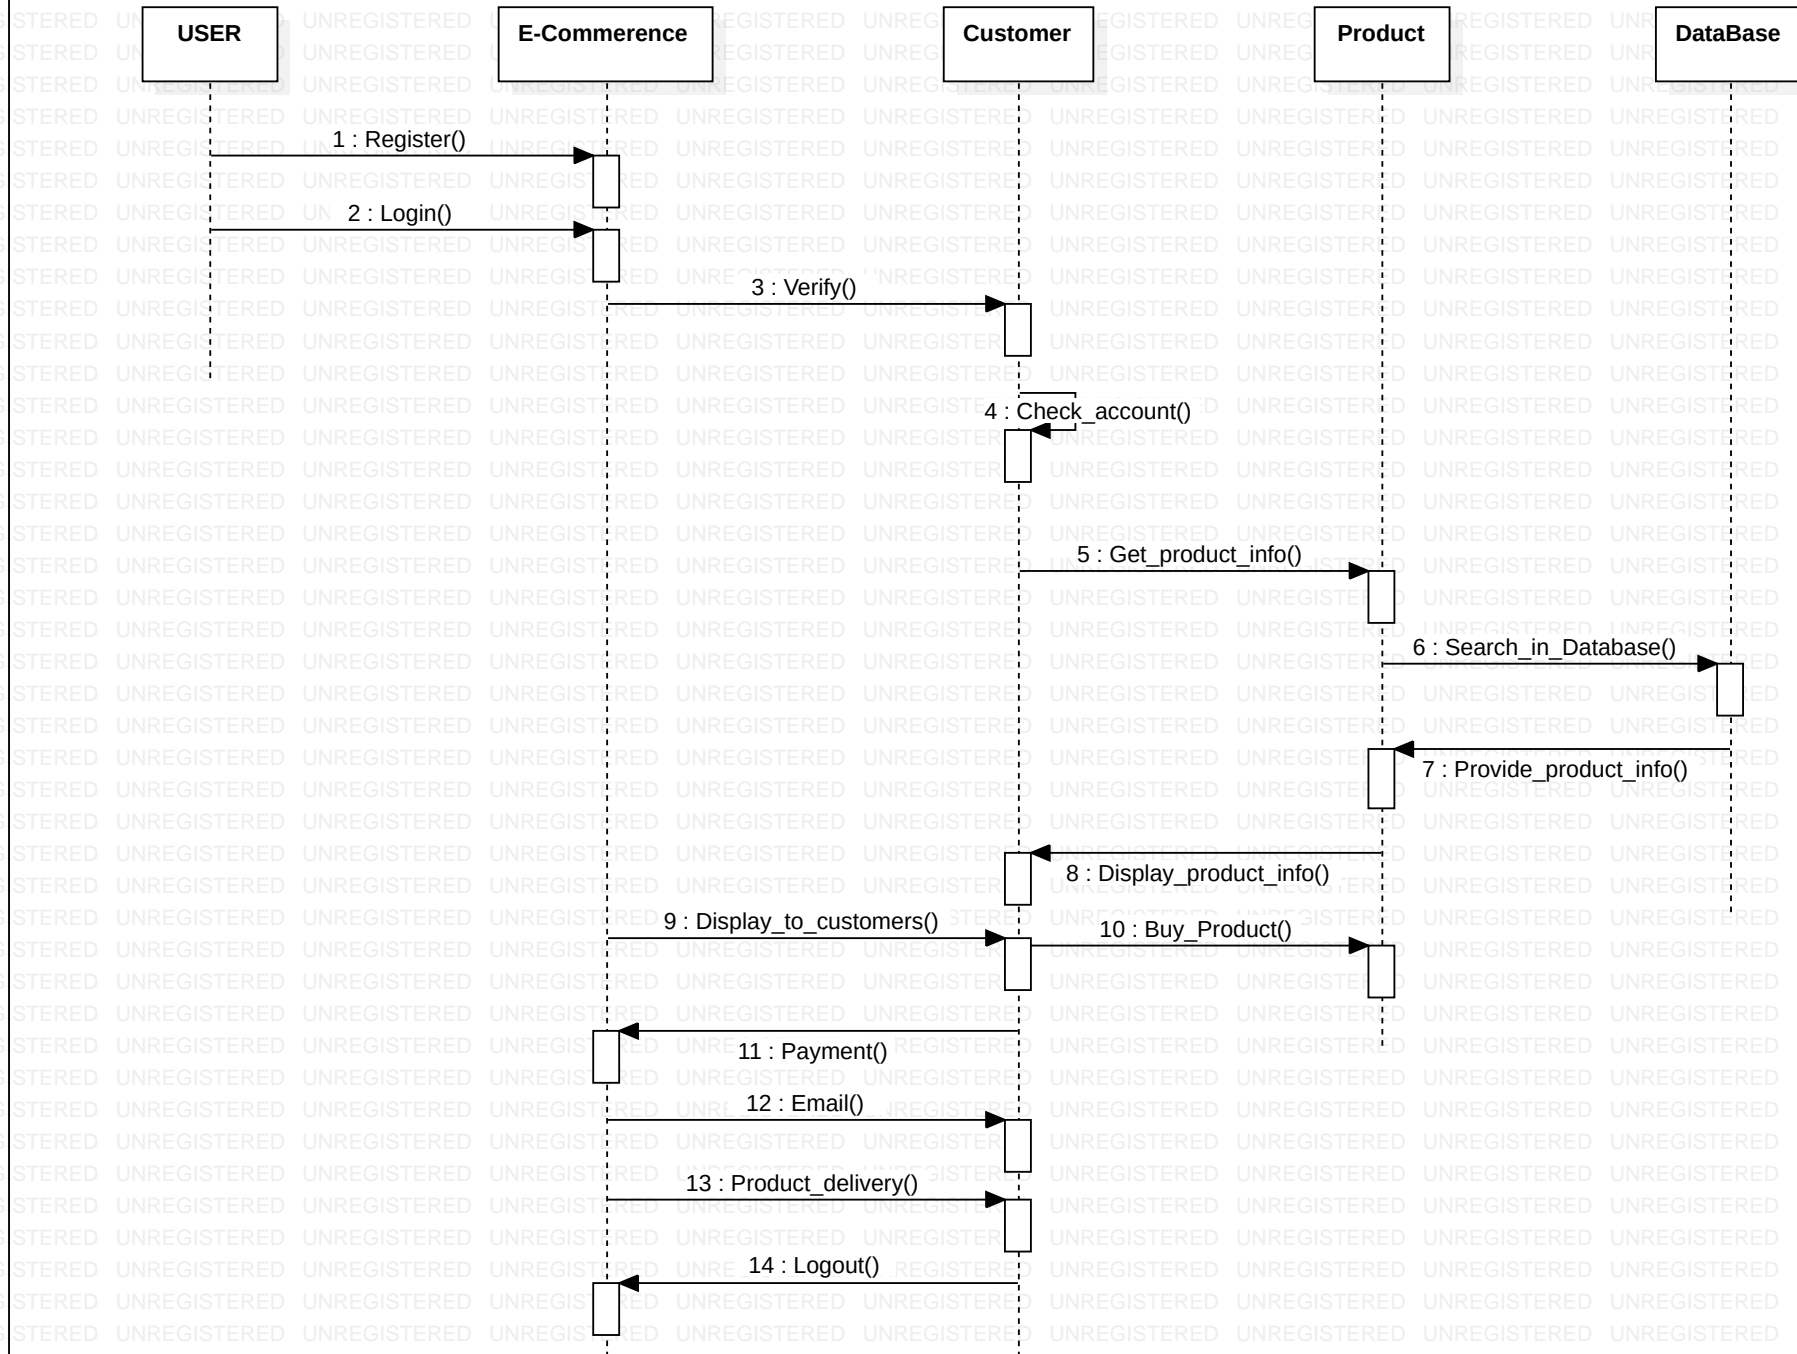 USER
E-Commerence
Customer
Product
DataBase
1 : Register()
2 : Login()
3 : Verify()
4 : Check_account()
5 : Get_product_info()
6 : Search_in_Database()
7 : Provide_product_info()
8 : Display_product_info()
9 : Display_to_customers()
10 : Buy_Product()
11 : Payment()
12 : Email()
13 : Product_delivery()
14 : Logout()
UNREGISTERED